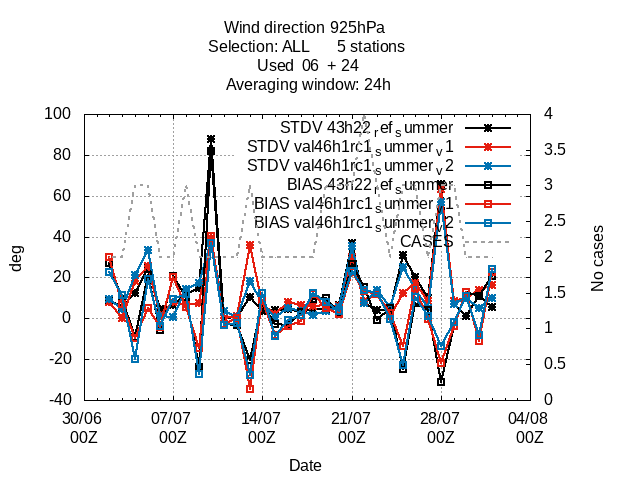 Wind direction 925hPa
Selection: ALL 5 stations
Used 06 + 24
Averaging window: 24h
100
80
60
40
20
0
-20
-40
deg
4
3.5
3
2.5
2
1.5
1
0.5
0
No cases
STDV 43h22_ref_summer
STDV val46h1rc1_summer_v1
STDV val46h1rc1_summer_v2
BIAS 43h22_ref_summer
BIAS val46h1rc1_summer_v1
BIAS val46h1rc1_summer_v2
CASES
30/06 07/07 14/07 21/07 28/07 04/08
00Z 00Z 00Z 00Z 00Z 00Z
Date